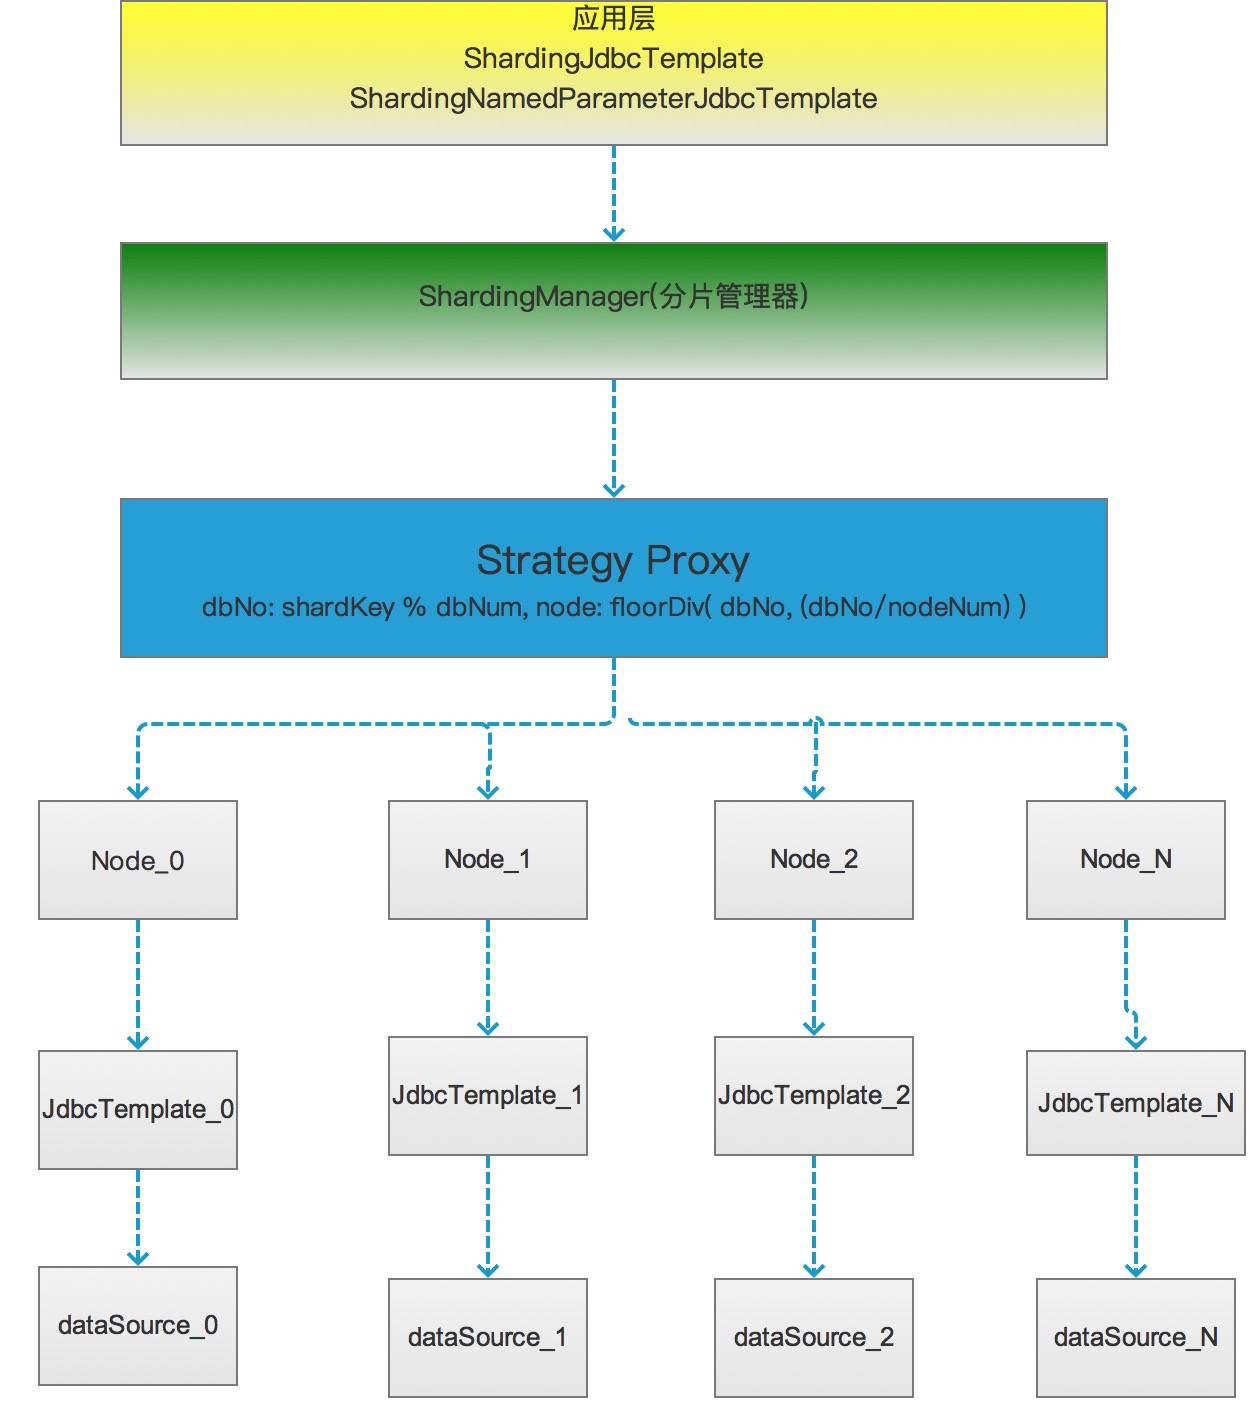 应用层
ShardingJdbcTemplate
ShardingNamedParameterJdbcTemplate
ShardingManager(分片管理器)
Strategy Proxy
dbNo: shardKey % dbNum, node: floorDiv( dbNo, (dbNo/nodeNum) )
Node_0
Node_1
Node_2
Node_N
JdbcTemplate_0
JdbcTemplate_1
JdbcTemplate_2
JdbcTemplate_N
dataSource_0
dataSource_1
dataSource_2
dataSource_N